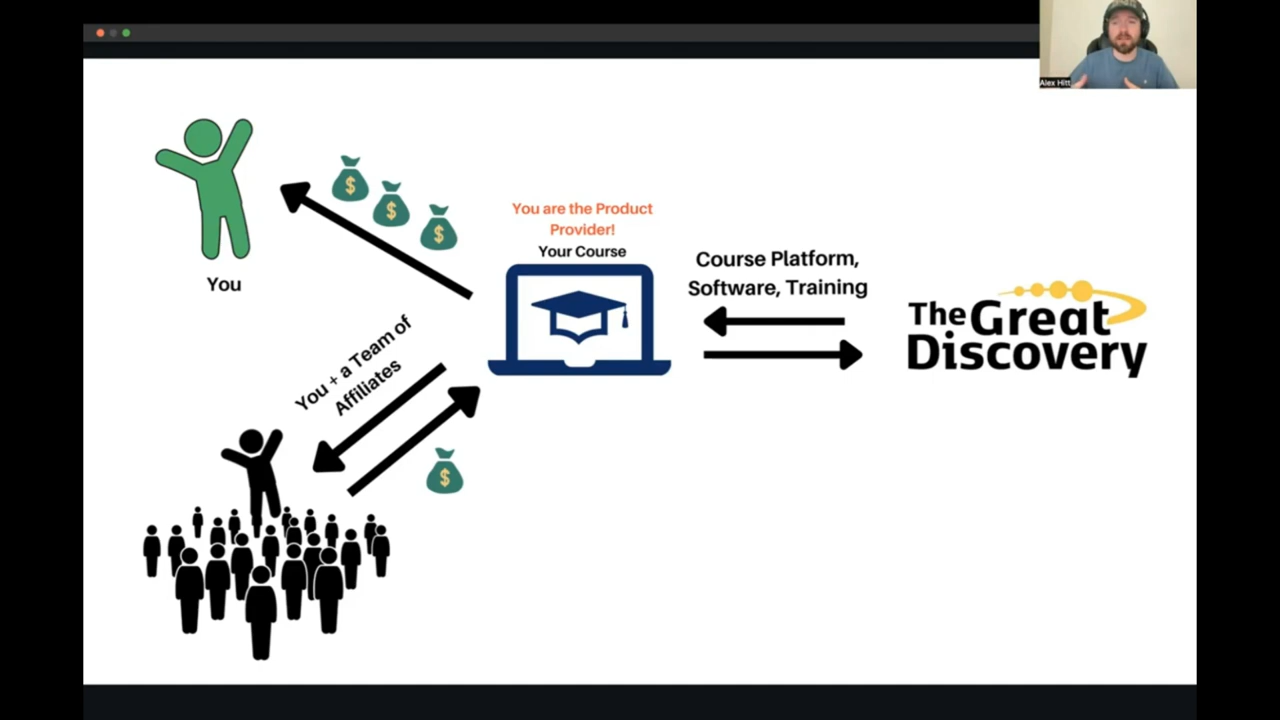 Alex Hitt
You are the Product
Provider!
Your Course
Course Platform,
Software, Training
The Great
Discovery
You
You + a Team of
Affiliates
$
$
$
$